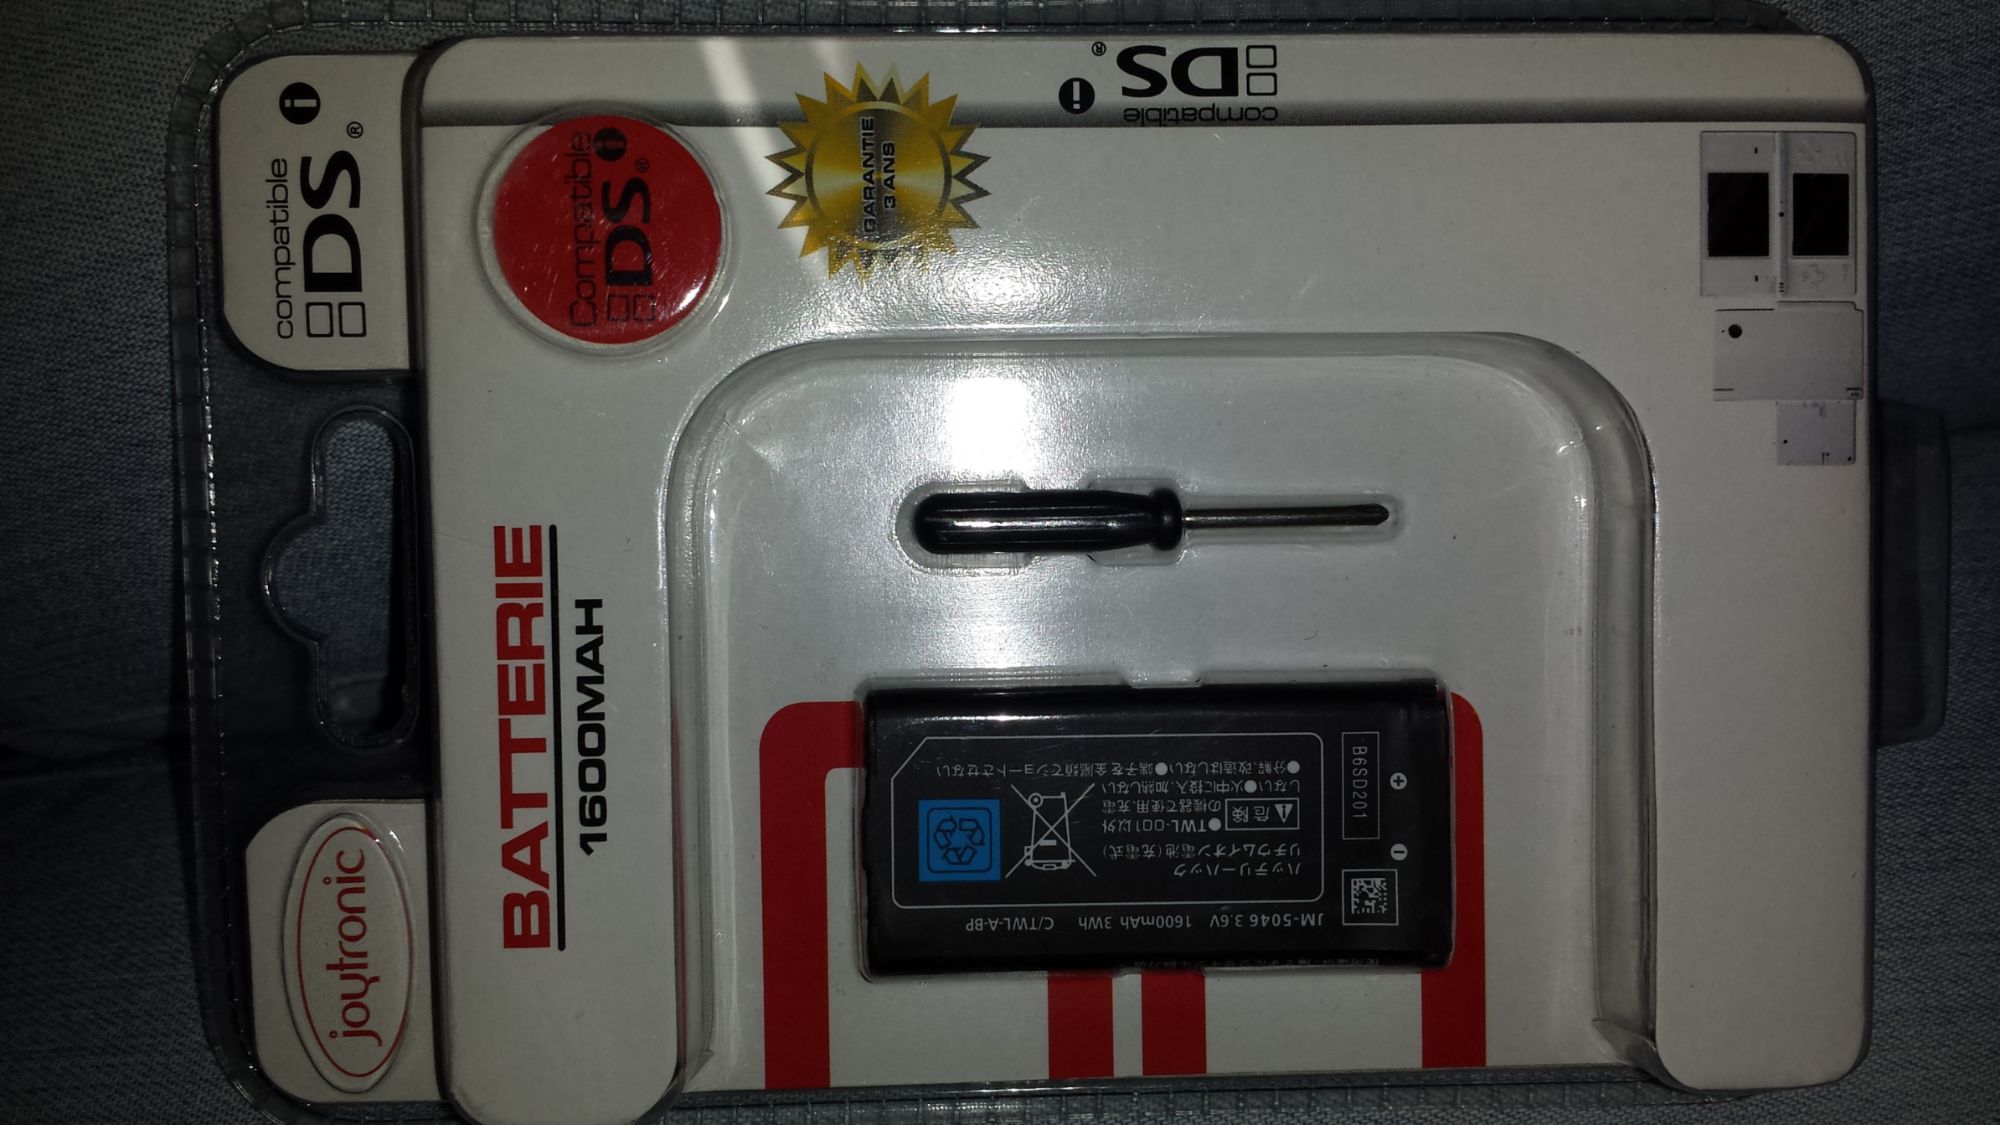 compatible
DS i ®
compatible
DS i ®
Compatible
DS i ®
GARANTIE
3 ANS
BATTERIE
1600MAH
joytronic
JM-5046 3.6V 1600mAh 3Wh C/TWL-A-BP
バッテリーパック
リチウムイオン電池(充電式)
危険 ●TWL-001以外
の機器で使用、充電
しない●火中に投入、加熱しない
●分解、改造はしない●端子を金属類でショートさせない
B6SD201
+ −